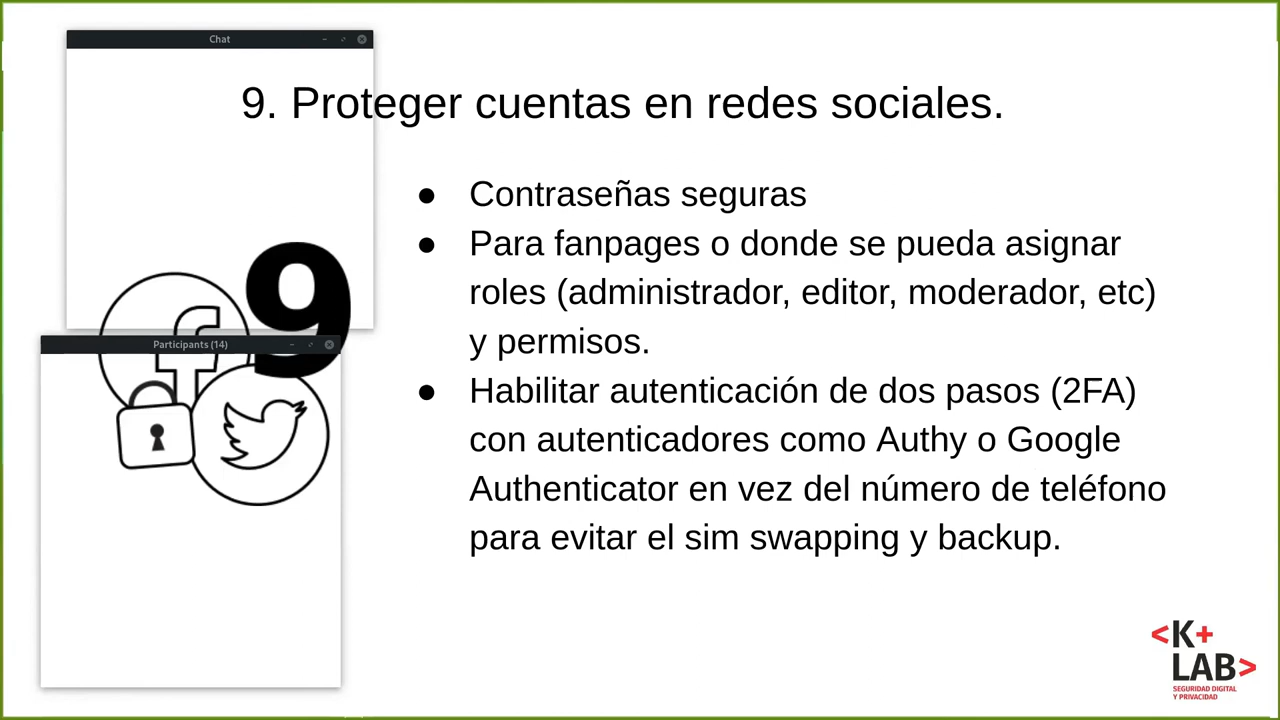 Chat
9. Proteger cuentas en redes sociales.
● Contraseñas seguras
● Para fanpages o donde se pueda asignar
roles (administrador, editor, moderador, etc)
y permisos.
● Habilitar autenticación de dos pasos (2FA)
con autenticadores como Authy o Google
Authenticator en vez del número de teléfono
para evitar el sim swapping y backup.
9
f
Participants (14)
<K+
LAB>
SEGURIDAD DIGITAL
Y PRIVACIDAD